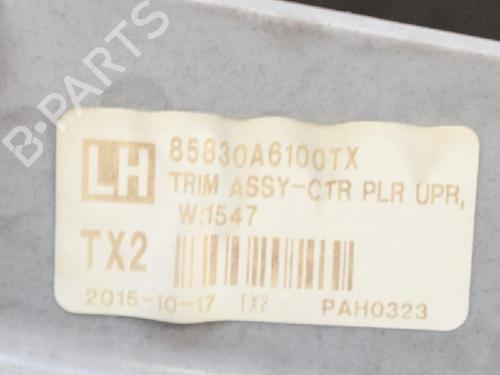 B-PARTS
LH
85830A6100TX
TRIM ASSY-CTR PLR UPR,
W:1547
TX2
2015-10-17 TX2 PAH0323